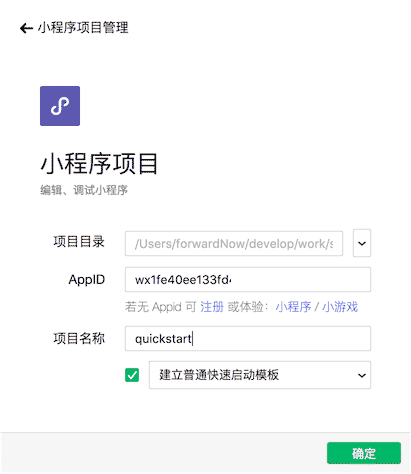 小程序项目管理
小程序项目
编辑、调试小程序
项目目录 /Users/forwardNow/develop/work/s
AppID wx1fe40ee133fd
若无 Appid 可 注册 或体验: 小程序 / 小游戏
项目名称 quickstart
建立普通快速启动模板
确定